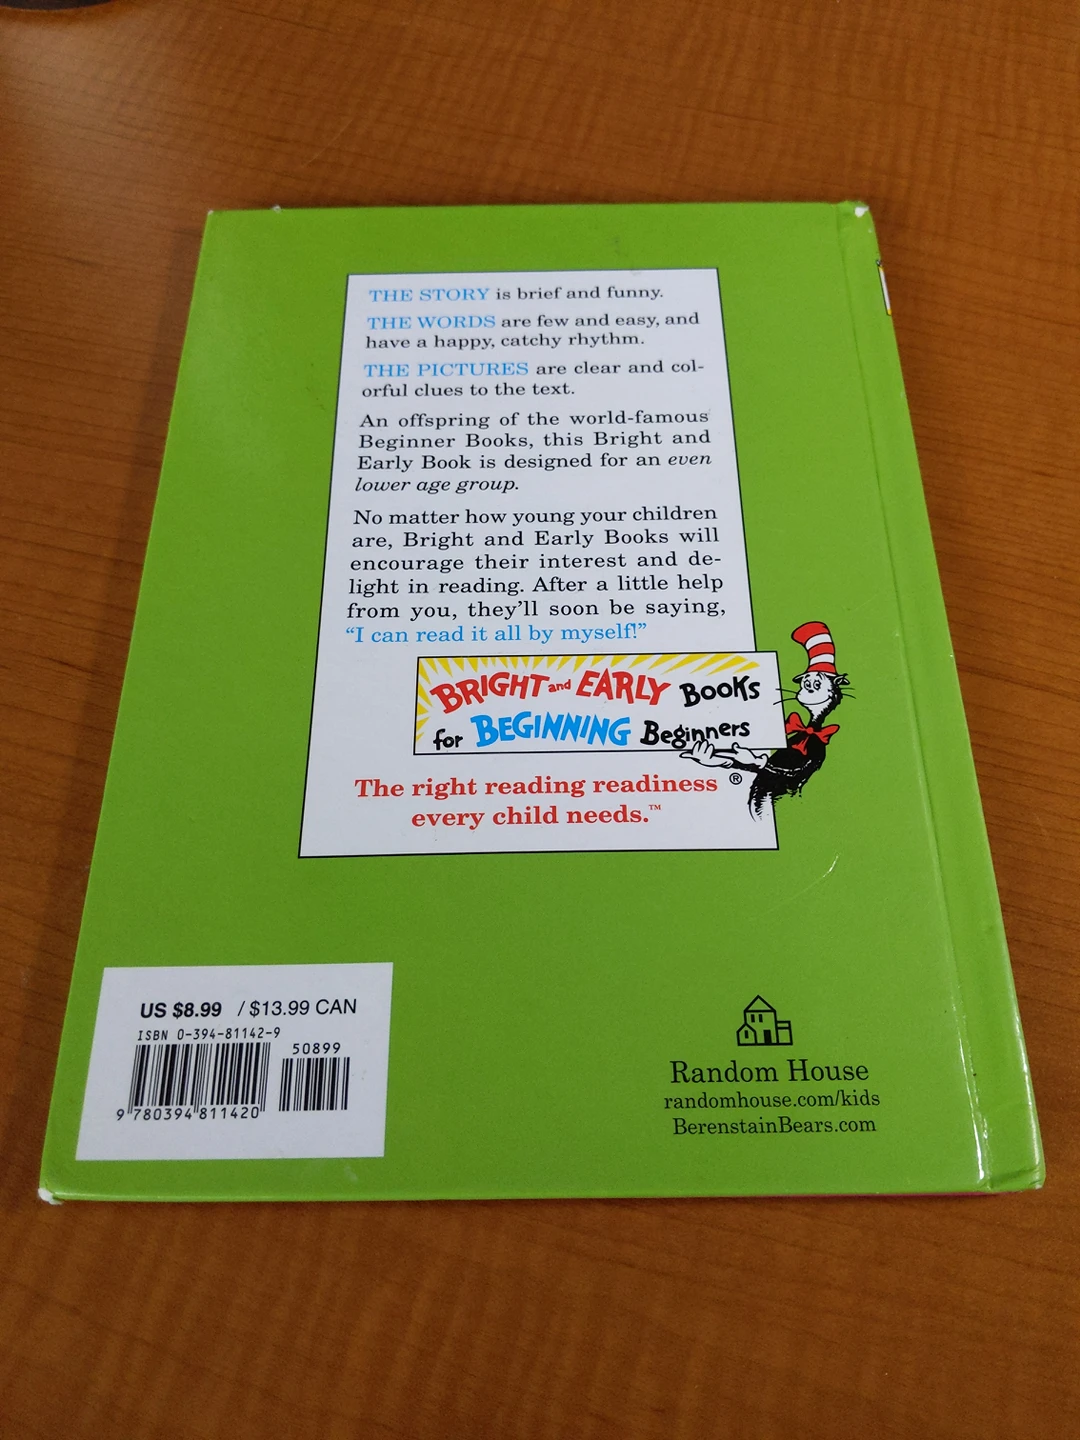 THE STORY is brief and funny.
THE WORDS are few and easy, and
have a happy, catchy rhythm.
THE PICTURES are clear and col-
orful clues to the text.
An offspring of the world-famous
Beginner Books, this Bright and
Early Book is designed for an even
lower age group.
No matter how young your children
are, Bright and Early Books will
encourage their interest and de-
light in reading. After a little help
from you, they'll soon be saying,
“I can read it all by myself!”
BRIGHT and EARLY BOOKS
for BEGINNING Beginners
®
The right reading readiness
every child needs.™
US $8.99 / $13.99 CAN
ISBN 0-394-81142-9
50899
9 780394 811420
Random House
randomhouse.com/kids
BerenstainBears.com